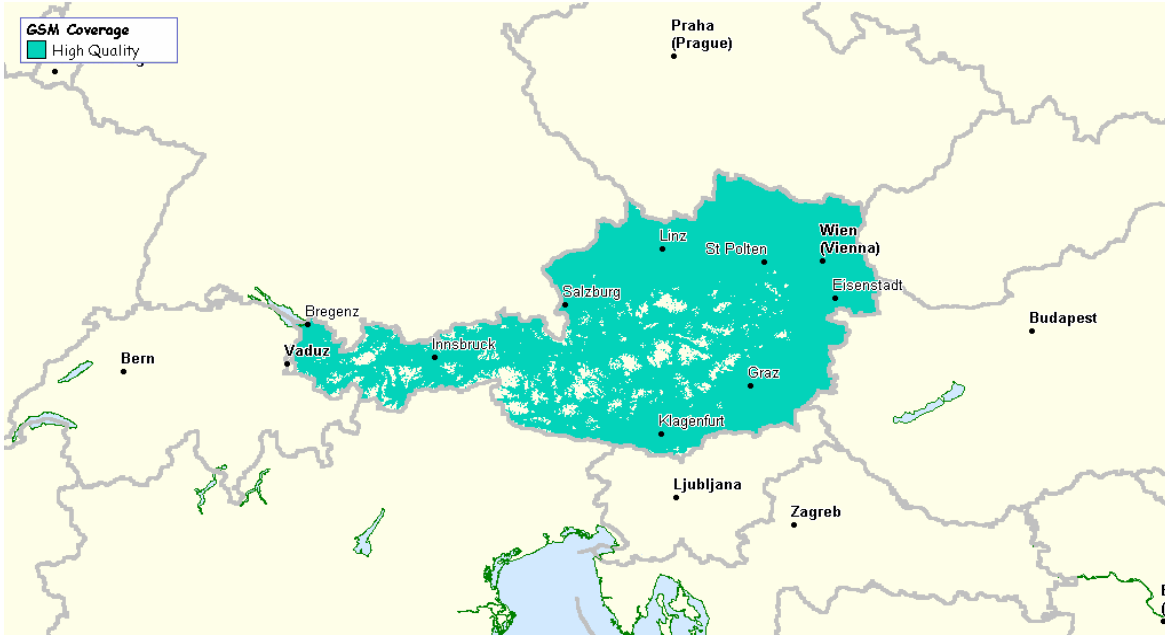 GSM Coverage
High Quality
Praha
(Prague)
Linz
St Polten
Wien
(Vienna)
Salzburg
Eisenstadt
Bregenz
Budapest
Bern
Vaduz
Innsbruck
Graz
Klagenfurt
Ljubljana
Zagreb